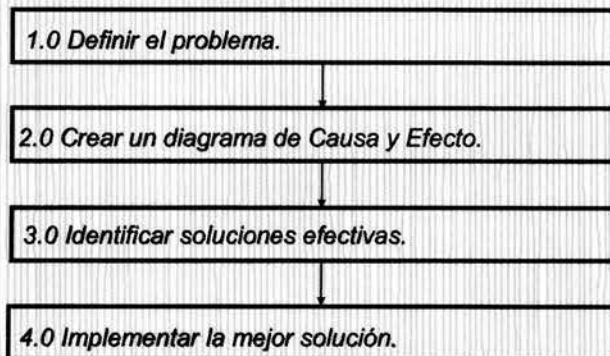 1.0 Definir el problema.
2.0 Crear un diagrama de Causa y Efecto.
3.0 Identificar soluciones efectivas.
4.0 Implementar la mejor solución.